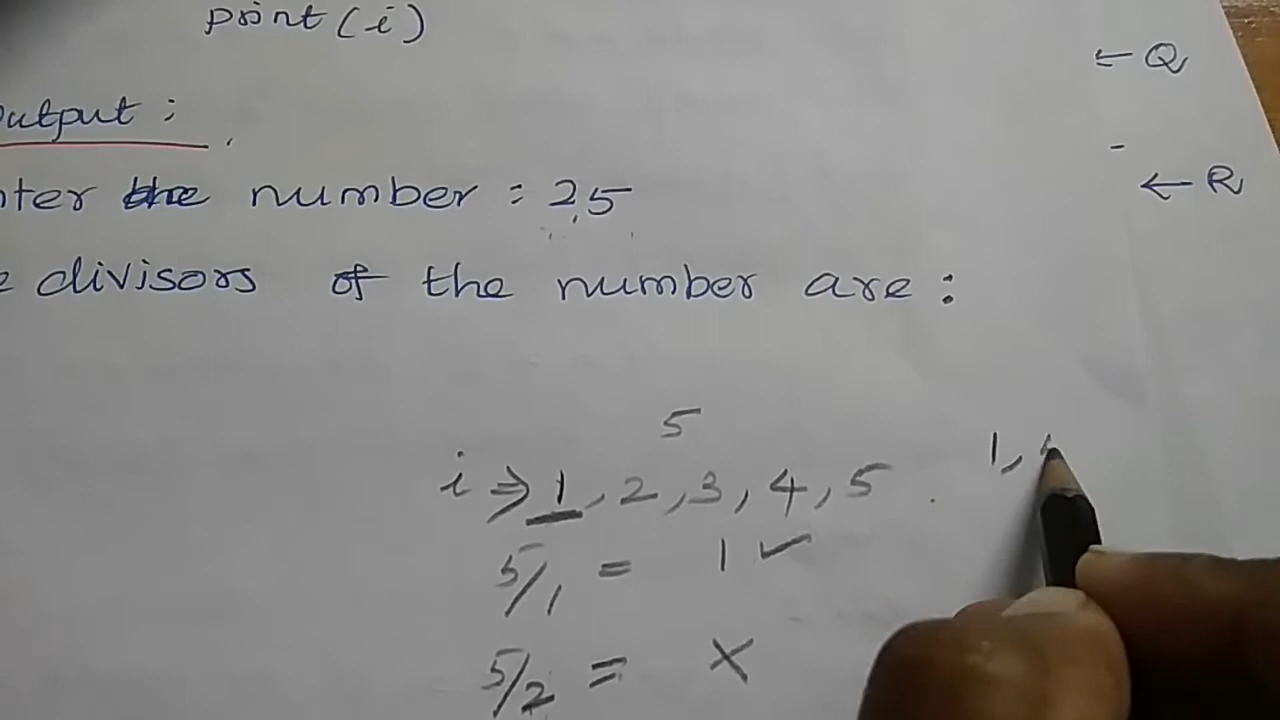 print(i)
← Q
output :
← R
nter the number : 25
e divisors of the number are :
5
i ⇒ 1, 2, 3, 4, 5 .
1,
5/1 = 1 ✓
5/2 = X